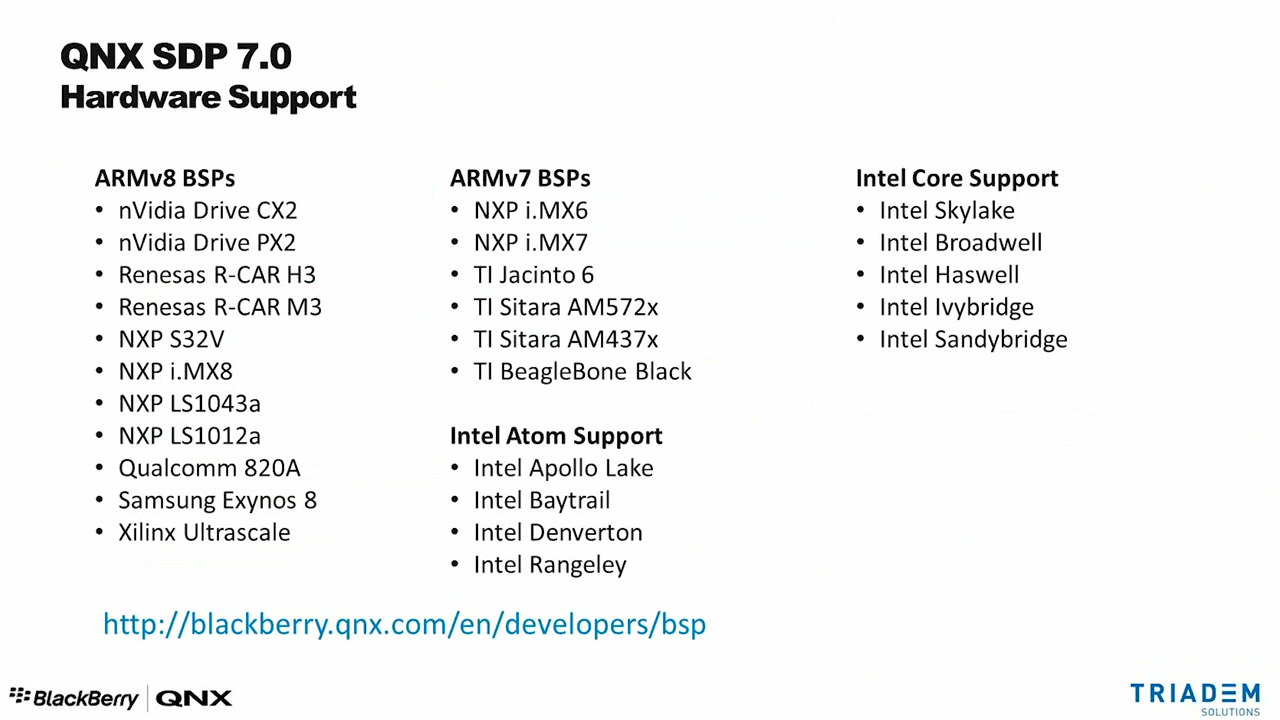 QNX SDP 7.0
Hardware Support
ARMv8 BSPs
• nVidia Drive CX2
• nVidia Drive PX2
• Renesas R-CAR H3
• Renesas R-CAR M3
• NXP S32V
• NXP i.MX8
• NXP LS1043a
• NXP LS1012a
• Qualcomm 820A
• Samsung Exynos 8
• Xilinx Ultrascale
ARMv7 BSPs
• NXP i.MX6
• NXP i.MX7
• TI Jacinto 6
• TI Sitara AM572x
• TI Sitara AM437x
• TI BeagleBone Black
Intel Atom Support
• Intel Apollo Lake
• Intel Baytrail
• Intel Denverton
• Intel Rangeley
Intel Core Support
• Intel Skylake
• Intel Broadwell
• Intel Haswell
• Intel Ivybridge
• Intel Sandybridge
http://blackberry.qnx.com/en/developers/bsp
BlackBerry | QNX
TRIADEM
SOLUTIONS